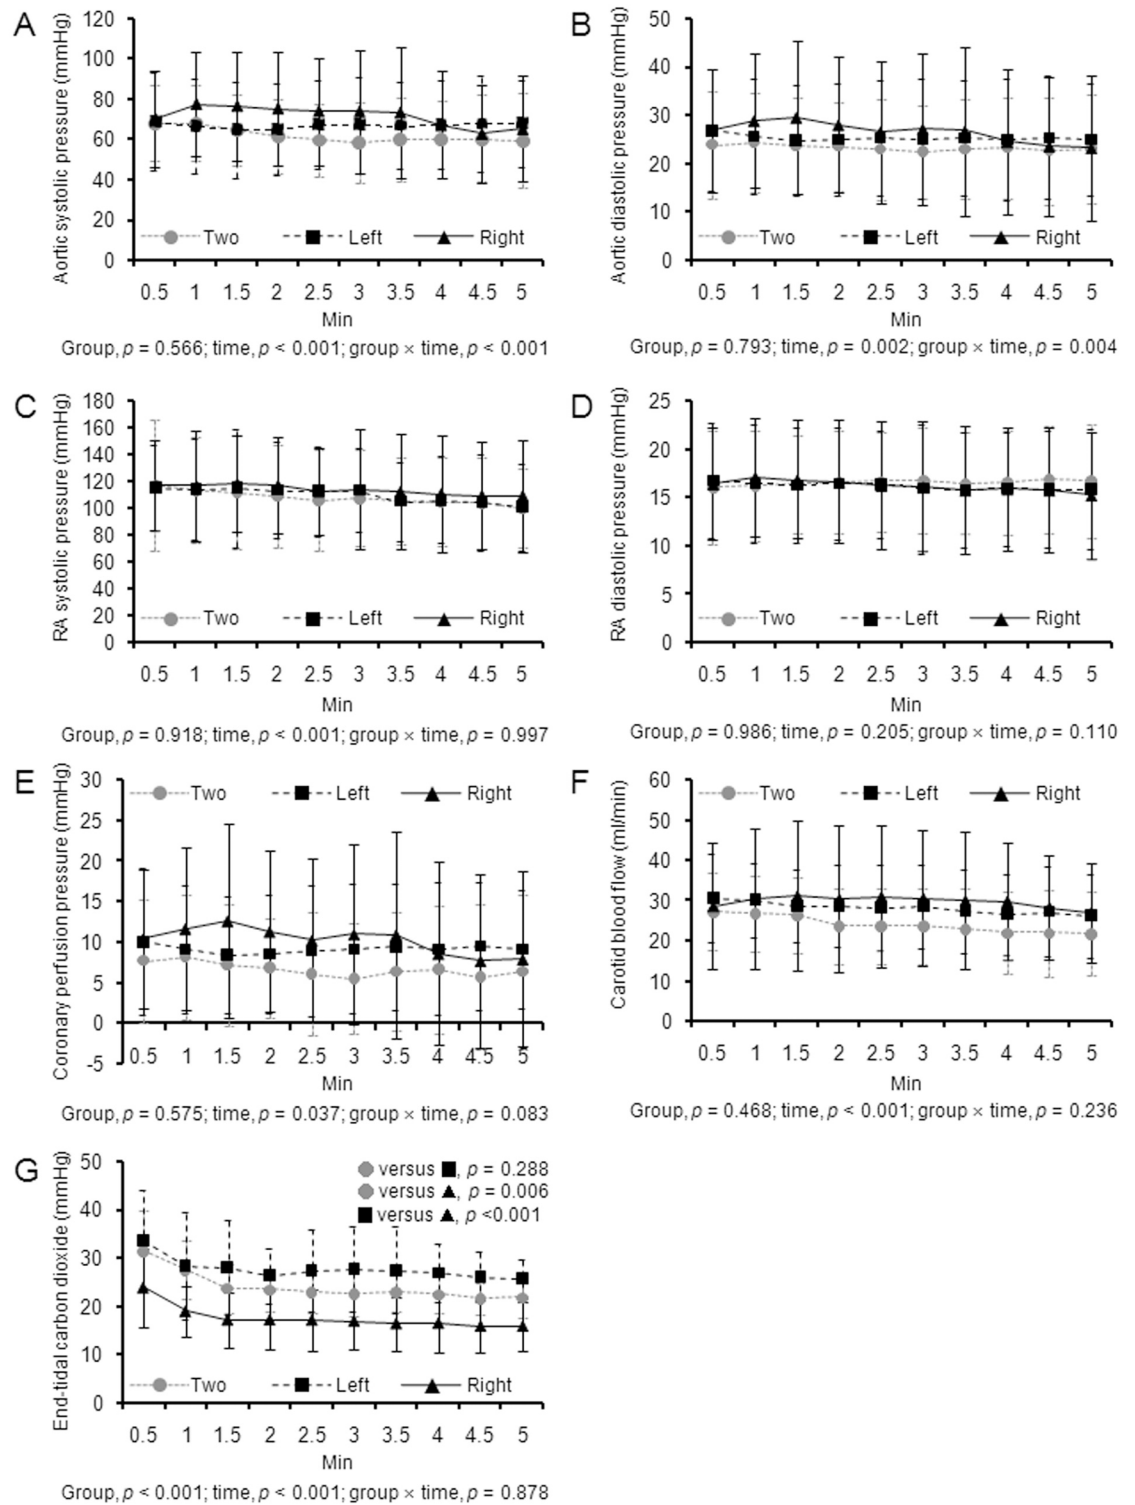 A
Aortic systolic pressure (mmHg)
120
100
80
60
40
20
0
Two Left Right
0.5 1 1.5 2 2.5 3 3.5 4 4.5 5
Min
Group, p = 0.566; time, p < 0.001; group × time, p < 0.001
B
Aortic diastolic pressure (mmHg)
50
40
30
20
10
0
Two Left Right
0.5 1 1.5 2 2.5 3 3.5 4 4.5 5
Min
Group, p = 0.793; time, p = 0.002; group × time, p = 0.004
C
RA systolic pressure (mmHg)
180
160
140
120
100
80
60
40
20
0
Two Left Right
0.5 1 1.5 2 2.5 3 3.5 4 4.5 5
Min
Group, p = 0.918; time, p < 0.001; group × time, p = 0.997
D
RA diastolic pressure (mmHg)
25
20
15
10
5
0
Two Left Right
0.5 1 1.5 2 2.5 3 3.5 4 4.5 5
Min
Group, p = 0.986; time, p = 0.205; group × time, p = 0.110
E
Coronary perfusion pressure (mmHg)
30
25
20
15
10
5
0
-5
Two Left Right
0.5 1 1.5 2 2.5 3 3.5 4 4.5 5
Min
Group, p = 0.575; time, p = 0.037; group × time, p = 0.083
F
Carotid blood flow (ml/min)
60
50
40
30
20
10
0
Two Left Right
0.5 1 1.5 2 2.5 3 3.5 4 4.5 5
Min
Group, p = 0.468; time, p < 0.001; group × time, p = 0.236
G
End-tidal carbon dioxide (mmHg)
50
40
30
20
10
0
● versus ■, p = 0.288
● versus ▲, p = 0.006
■ versus ▲, p <0.001
Two Left Right
0.5 1 1.5 2 2.5 3 3.5 4 4.5 5
Min
Group, p < 0.001; time, p < 0.001; group × time, p = 0.878